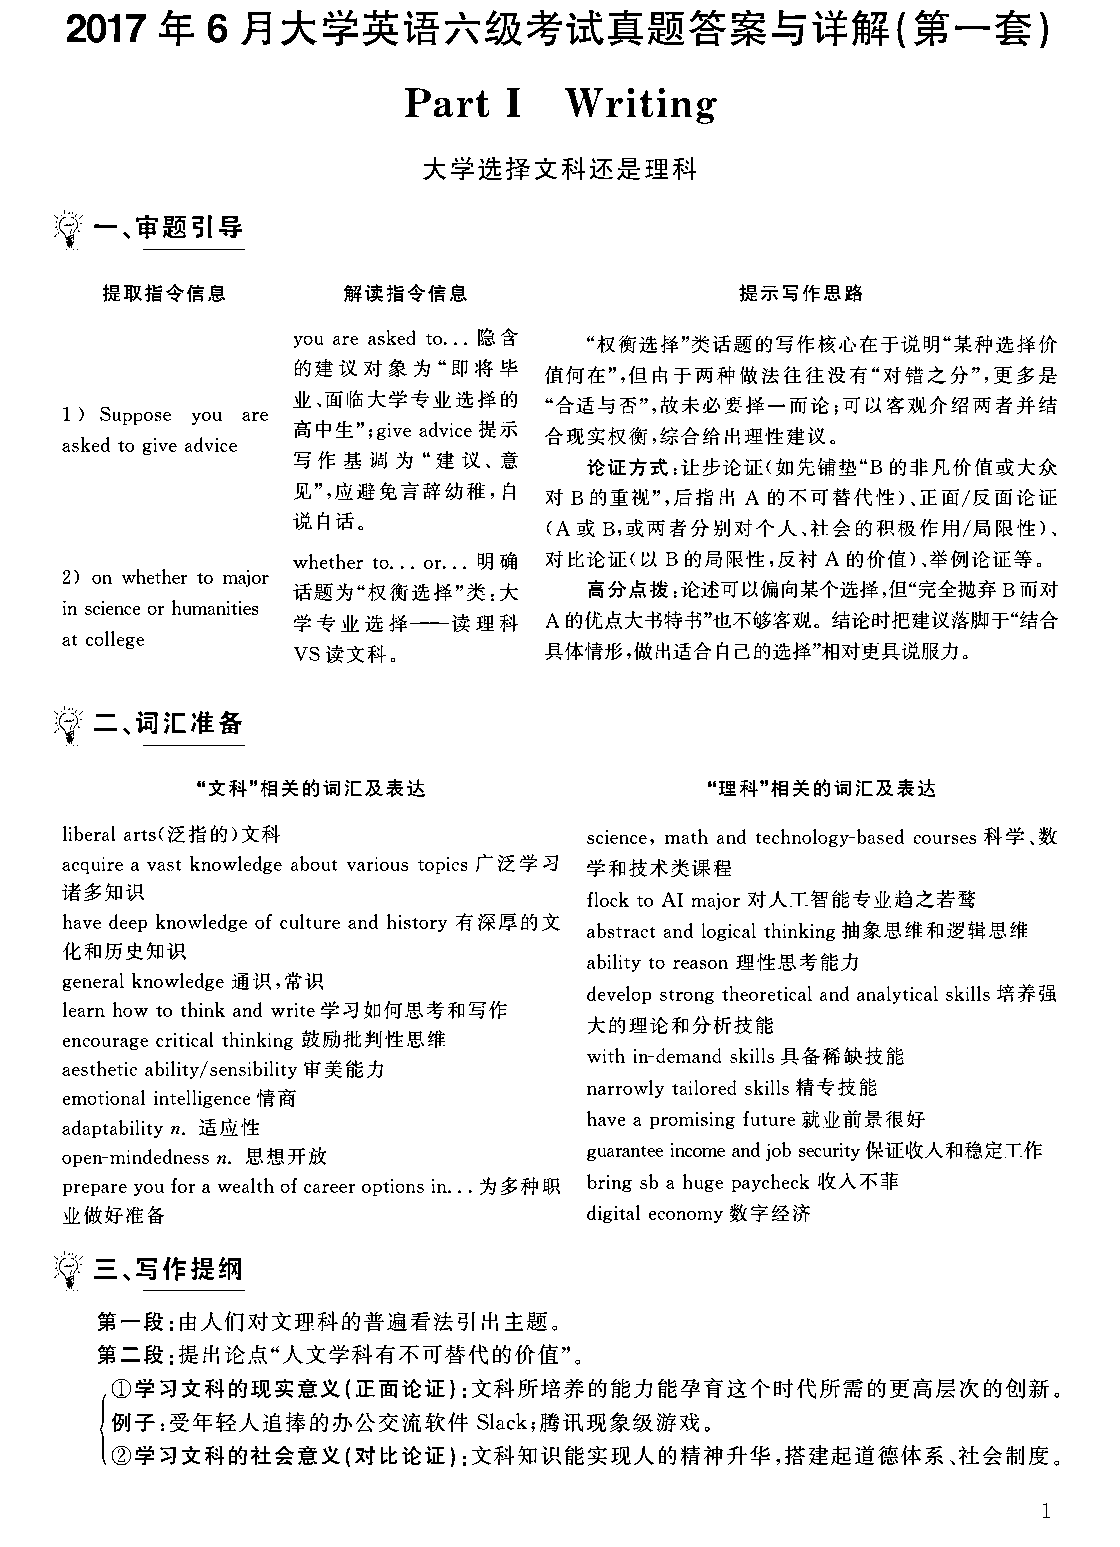 2017 年 6 月大学英语六级考试真题答案与详解(第一套)
Part I Writing
大学选择文科还是理科
一、审题引导
提取指令信息
解读指令信息
提示写作思路
1) Suppose you are
asked to give advice
you are asked to... 隐含
的建议对象为“即将毕
业、面临大学专业选择的
高中生”;give advice 提示
写作基调为“建议、意
见”,应避免言辞幼稚,自
说自话。
2) on whether to major
in science or humanities
at college
whether to... or... 明确
话题为“权衡选择”类:大
学专业选择——读理科
VS 读文科。
“权衡选择”类话题的写作核心在于说明“某种选择价
值何在”,但由于两种做法往往没有“对错之分”,更多是
“合适与否”,故未必要择一而论;可以客观介绍两者并结
合现实权衡,综合给出理性建议。
论证方式:让步论证(如先铺垫“B 的非凡价值或大众
对 B 的重视”,后指出 A 的不可替代性)、正面/反面论证
(A 或 B,或两者分别对个人、社会的积极作用/局限性)、
对比论证(以 B 的局限性,反衬 A 的价值)、举例论证等。
高分点拨:论述可以偏向某个选择,但“完全抛弃 B 而对
A 的优点大书特书”也不够客观。结论时把建议落脚于“结合
具体情形,做出适合自己的选择”相对更具说服力。
二、词汇准备
“文科”相关的词汇及表达
liberal arts(泛指的)文科
acquire a vast knowledge about various topics 广泛学习
诸多知识
have deep knowledge of culture and history 有深厚的文
化和历史知识
general knowledge 通识,常识
learn how to think and write 学习如何思考和写作
encourage critical thinking 鼓励批判性思维
aesthetic ability/sensibility 审美能力
emotional intelligence 情商
adaptability n. 适应性
open-mindedness n. 思想开放
prepare you for a wealth of career options in... 为多种职
业做好准备
“理科”相关的词汇及表达
science, math and technology-based courses 科学、数
学和技术类课程
flock to AI major 对人工智能专业趋之若鹜
abstract and logical thinking 抽象思维和逻辑思维
ability to reason 理性思考能力
develop strong theoretical and analytical skills 培养强
大的理论和分析技能
with in-demand skills 具备稀缺技能
narrowly tailored skills 精专技能
have a promising future 就业前景很好
guarantee income and job security 保证收入和稳定工作
bring sb a huge paycheck 收入不菲
digital economy 数字经济
三、写作提纲
第一段:由人们对文理科的普遍看法引出主题。
第二段:提出论点“人文学科有不可替代的价值”。
①学习文科的现实意义(正面论证):文科所培养的能力能孕育这个时代所需的更高层次的创新。
例子:受年轻人追捧的办公交流软件 Slack;腾讯现象级游戏。
②学习文科的社会意义(对比论证):文科知识能实现人的精神升华,搭建起道德体系、社会制度。
1